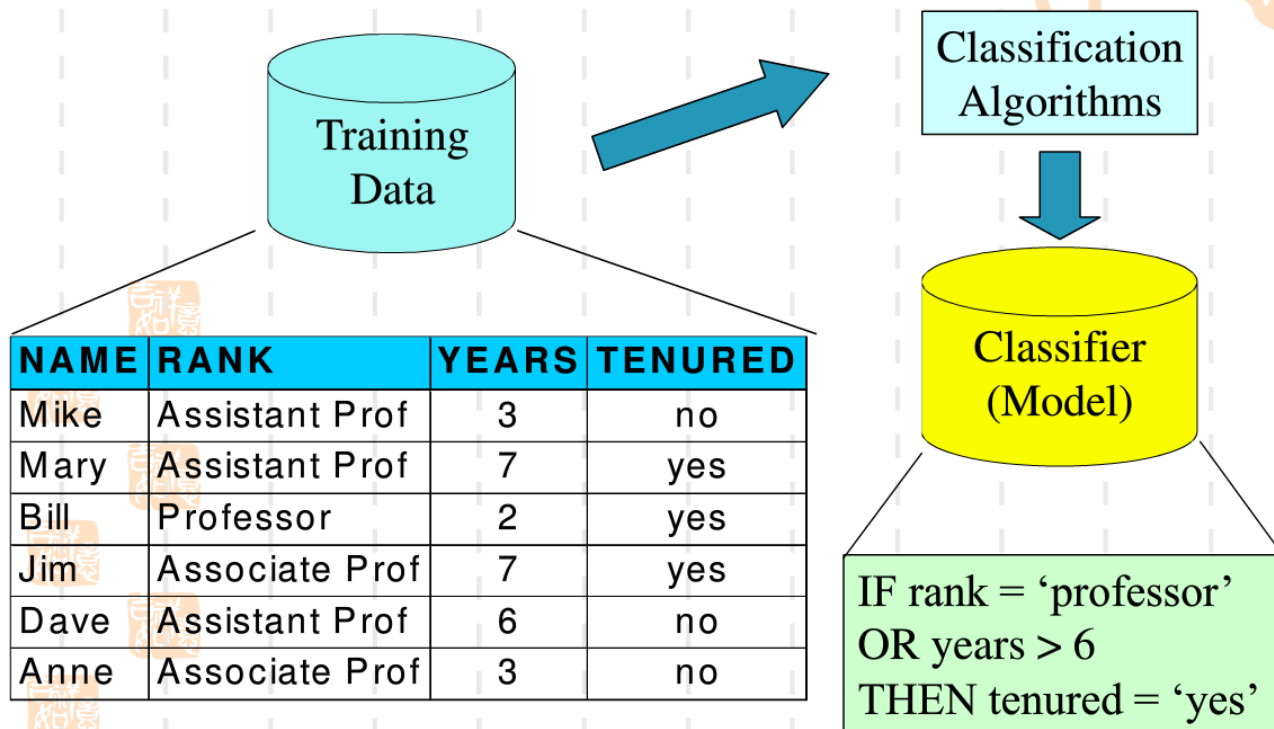 Training
Data
Classification
Algorithms
Classifier
(Model)
NAME RANK YEARS TENURED
Mike Assistant Prof 3 no
Mary Assistant Prof 7 yes
Bill Professor 2 yes
Jim Associate Prof 7 yes
Dave Assistant Prof 6 no
Anne Associate Prof 3 no
IF rank = ‘professor’
OR years > 6
THEN tenured = ‘yes’